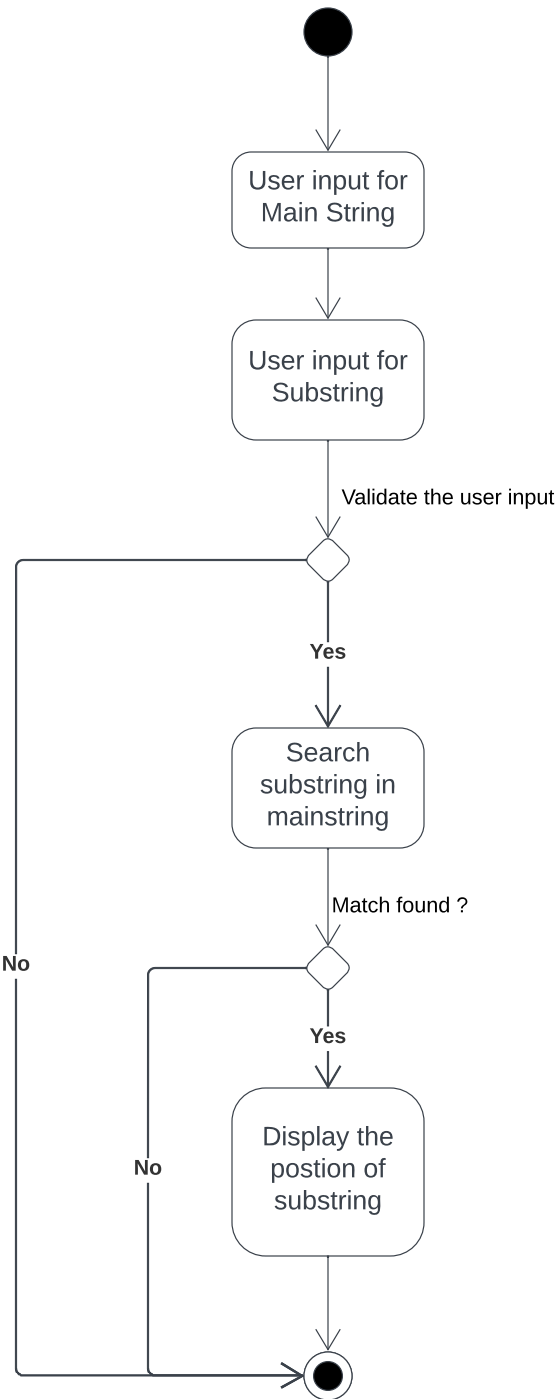 User input for
Main String
User input for
Substring
Validate the user input
Yes
Search
substring in
mainstring
Match found ?
No
Yes
Display the
postion of
substring
No